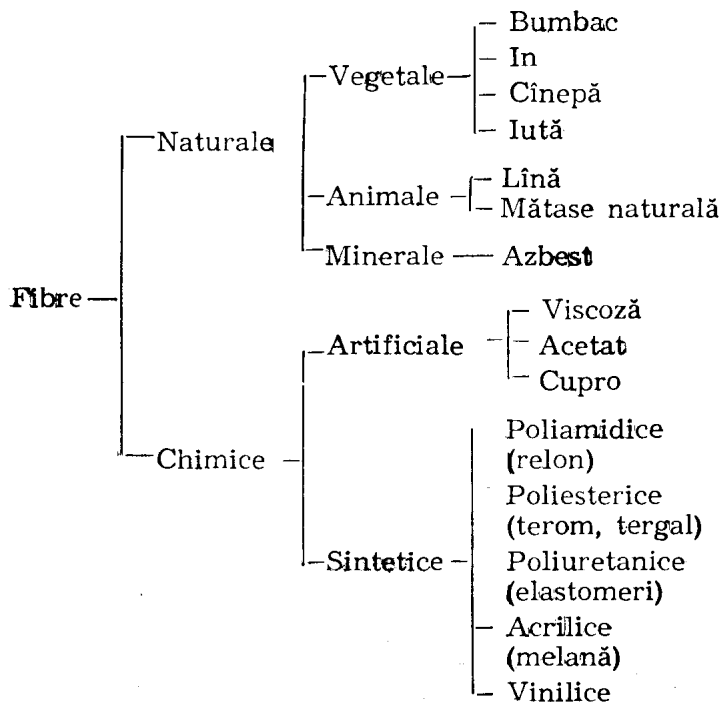 Bumbac
In
Vegetale
Cînepă
Iută
Naturale
Lînă
Animale
Mătase naturală
Minerale
Azbest
Fibre
Viscoză
Artificiale
Acetat
Cupro
Chimice
Poliamidice
(relon)
Poliesterice
(terom, tergal)
Sintetice
Poliuretanice
(elastomeri)
Acrilice
(melană)
Vinilice